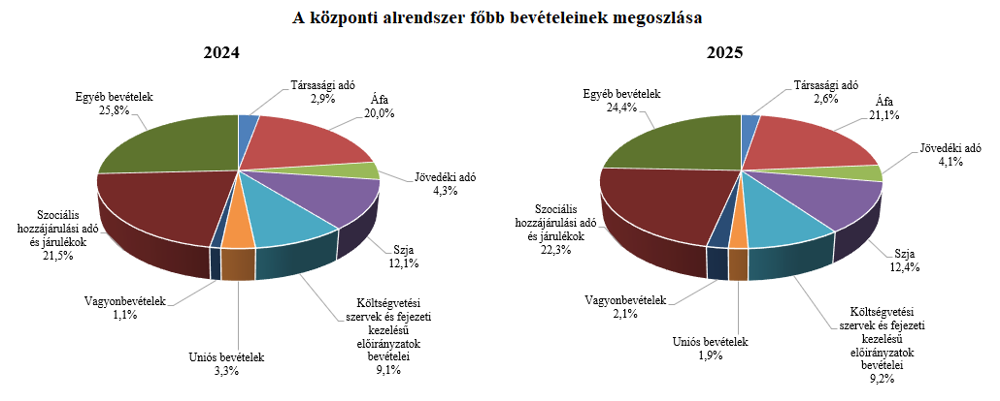 A központi alrendszer főbb bevételeinek megoszlása
2024
Társasági adó
2,9%
Áfa
20,0%
Jövedéki adó
4,3%
Szja
12,1%
Költségvetési
szervek és fejezeti
kezelésű
előirányzatok
bevételei
9,1%
Uniós bevételek
3,3%
Vagyonbevételek
1,1%
Szociális
hozzájárulási adó
és járulékok
21,5%
Egyéb bevételek
25,8%
2025
Társasági adó
2,6%
Áfa
21,1%
Jövedéki adó
4,1%
Szja
12,4%
Költségvetési
szervek és fejezeti
kezelésű
előirányzatok
bevételei
9,2%
Uniós bevételek
1,9%
Vagyonbevételek
2,1%
Szociális
hozzájárulási adó
és járulékok
22,3%
Egyéb bevételek
24,4%